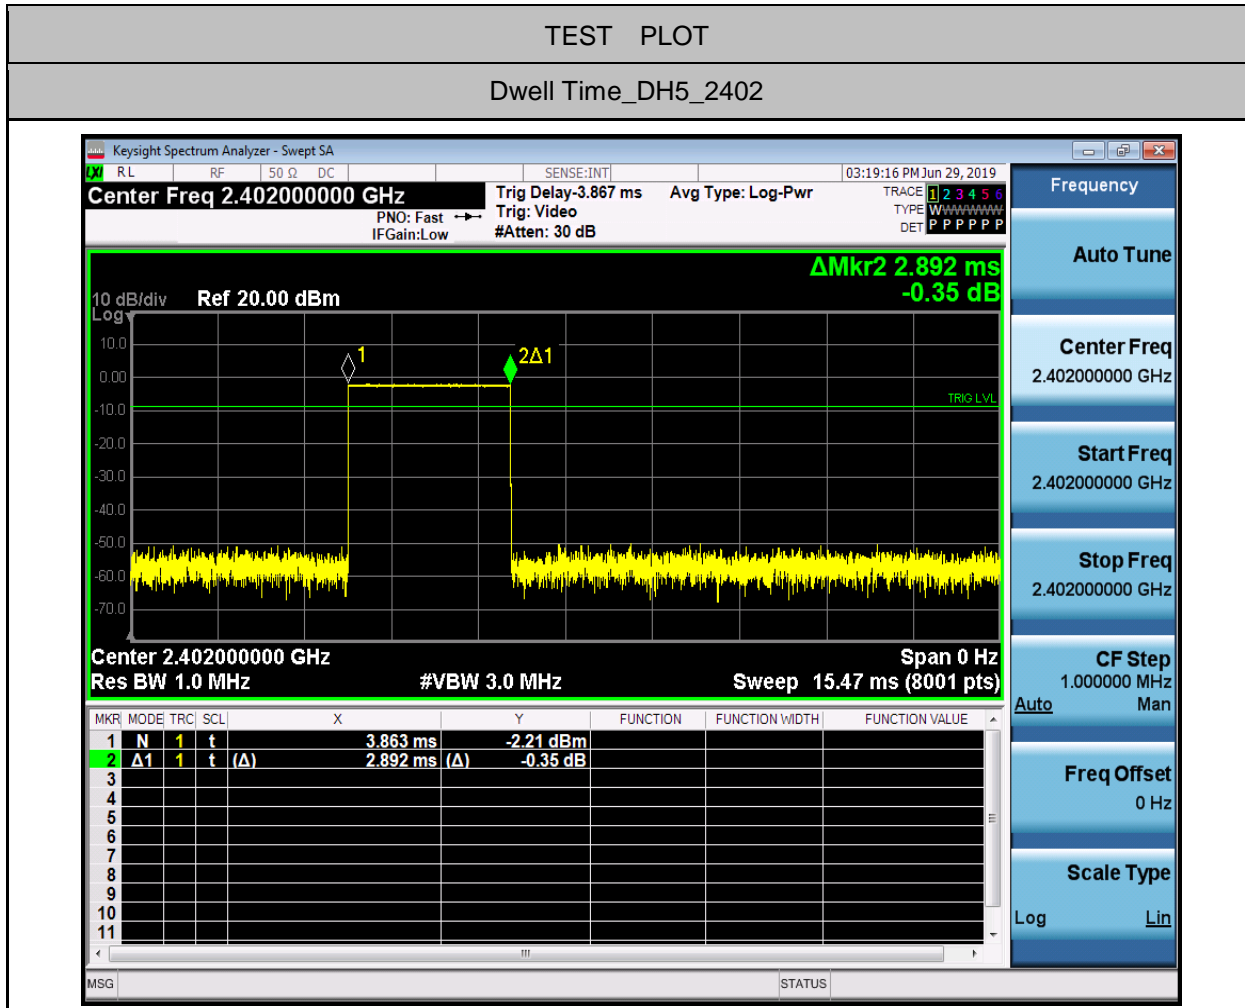 TEST PLOT
Dwell Time_DH5_2402
Keysight Spectrum Analyzer - Swept SA
LXI RL RF 50 Ω DC SENSE:INT 03:19:16 PM Jun 29, 2019
Center Freq 2.402000000 GHz
PNO: Fast
IFGain:Low
Trig Delay-3.867 ms
Trig: Video
#Atten: 30 dB
Avg Type: Log-Pwr
TRACE 1 2 3 4 5 6
TYPE WWWWWW
DET P P P P P P
ΔMkr2 2.892 ms
-0.35 dB
10 dB/div Ref 20.00 dBm
Log
10.0
0.00
-10.0
-20.0
-30.0
-40.0
-50.0
-60.0
-70.0
1
2Δ1
TRIG LVL
Center 2.402000000 GHz Span 0 Hz
Res BW 1.0 MHz #VBW 3.0 MHz Sweep 15.47 ms (8001 pts)
MKR MODE TRC SCL X Y FUNCTION FUNCTION WIDTH FUNCTION VALUE
1 N 1 t 3.863 ms -2.21 dBm
2 Δ1 1 t (Δ) 2.892 ms (Δ) -0.35 dB
3
4
5
6
7
8
9
10
11
MSG STATUS
Frequency
Auto Tune
Center Freq
2.402000000 GHz
Start Freq
2.402000000 GHz
Stop Freq
2.402000000 GHz
CF Step
1.000000 MHz
Auto Man
Freq Offset
0 Hz
Scale Type
Log Lin